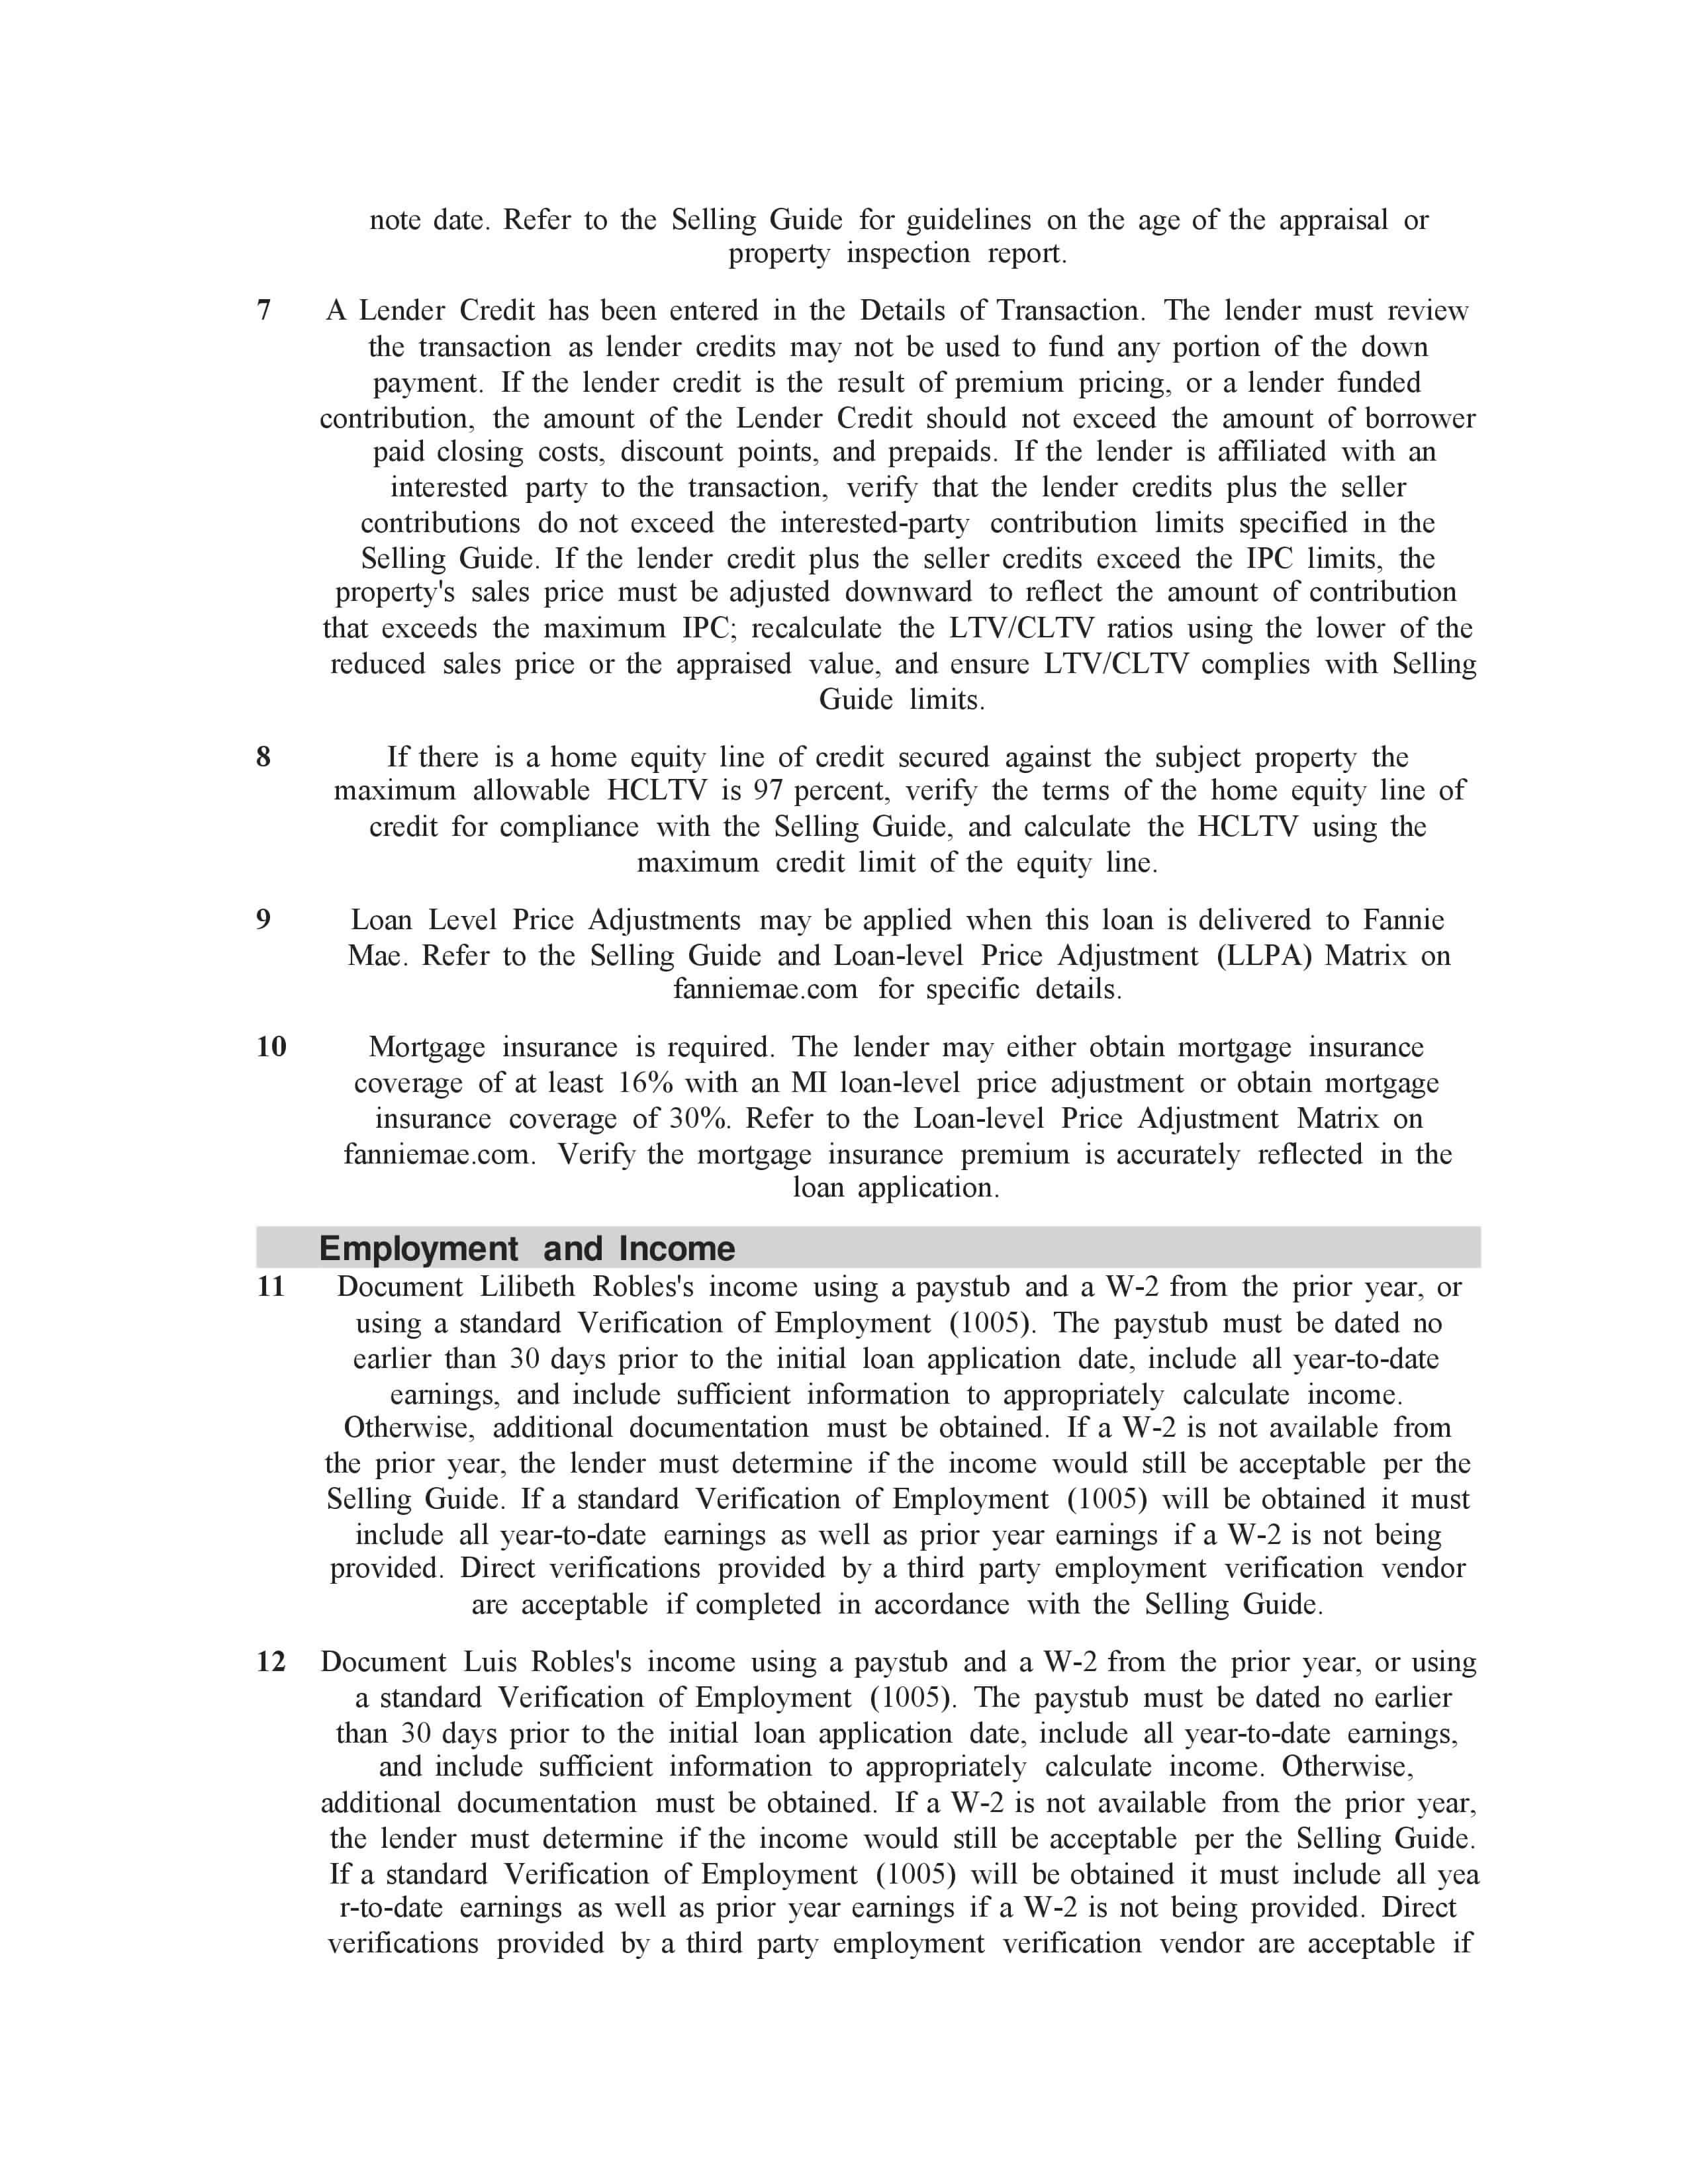 note date. Refer to the Selling Guide for guidelines on the age of the appraisal or
property inspection report.
7 A Lender Credit has been entered in the Details of Transaction. The lender must review
the transaction as lender credits may not be used to fund any portion of the down
payment. If the lender credit is the result of premium pricing, or a lender funded
contribution, the amount of the Lender Credit should not exceed the amount of borrower
paid closing costs, discount points, and prepaids. If the lender is affiliated with an
interested party to the transaction, verify that the lender credits plus the seller
contributions do not exceed the interested-party contribution limits specified in the
Selling Guide. If the lender credit plus the seller credits exceed the IPC limits, the
property's sales price must be adjusted downward to reflect the amount of contribution
that exceeds the maximum IPC; recalculate the LTV/CLTV ratios using the lower of the
reduced sales price or the appraised value, and ensure LTV/CLTV complies with Selling
Guide limits.
8 If there is a home equity line of credit secured against the subject property the
maximum allowable HCLTV is 97 percent, verify the terms of the home equity line of
credit for compliance with the Selling Guide, and calculate the HCLTV using the
maximum credit limit of the equity line.
9 Loan Level Price Adjustments may be applied when this loan is delivered to Fannie
Mae. Refer to the Selling Guide and Loan-level Price Adjustment (LLPA) Matrix on
fanniemae.com for specific details.
10 Mortgage insurance is required. The lender may either obtain mortgage insurance
coverage of at least 16% with an MI loan-level price adjustment or obtain mortgage
insurance coverage of 30%. Refer to the Loan-level Price Adjustment Matrix on
fanniemae.com. Verify the mortgage insurance premium is accurately reflected in the
loan application.
Employment and Income
11 Document Lilibeth Robles's income using a paystub and a W-2 from the prior year, or
using a standard Verification of Employment (1005). The paystub must be dated no
earlier than 30 days prior to the initial loan application date, include all year-to-date
earnings, and include sufficient information to appropriately calculate income.
Otherwise, additional documentation must be obtained. If a W-2 is not available from
the prior year, the lender must determine if the income would still be acceptable per the
Selling Guide. If a standard Verification of Employment (1005) will be obtained it must
include all year-to-date earnings as well as prior year earnings if a W-2 is not being
provided. Direct verifications provided by a third party employment verification vendor
are acceptable if completed in accordance with the Selling Guide.
12 Document Luis Robles's income using a paystub and a W-2 from the prior year, or using
a standard Verification of Employment (1005). The paystub must be dated no earlier
than 30 days prior to the initial loan application date, include all year-to-date earnings,
and include sufficient information to appropriately calculate income. Otherwise,
additional documentation must be obtained. If a W-2 is not available from the prior year,
the lender must determine if the income would still be acceptable per the Selling Guide.
If a standard Verification of Employment (1005) will be obtained it must include all yea
r-to-date earnings as well as prior year earnings if a W-2 is not being provided. Direct
verifications provided by a third party employment verification vendor are acceptable if